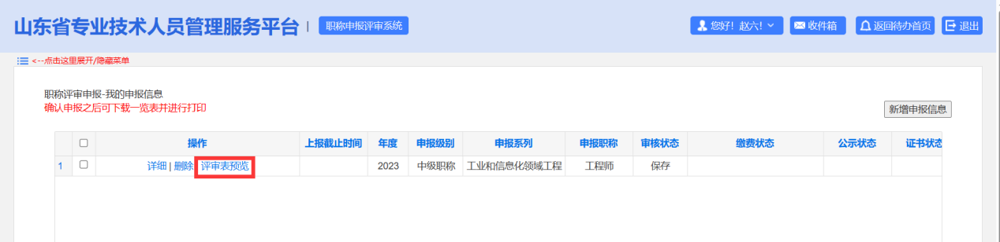 山东省专业技术人员管理服务平台 | 职称申报评审系统 您好！赵六！ 收件箱 返回待办首页 退出
<--点击这里展开/隐藏菜单
职称评审申报-我的申报信息
确认申报之后可下载一览表并进行打印
新增申报信息
操作 上报截止时间 年度 申报级别 申报系列 申报职称 审核状态 缴费状态 公示状态 证书状态
1 详细 | 删除 评审表预览 2023 中级职称 工业和信息化领域工程 工程师 保存